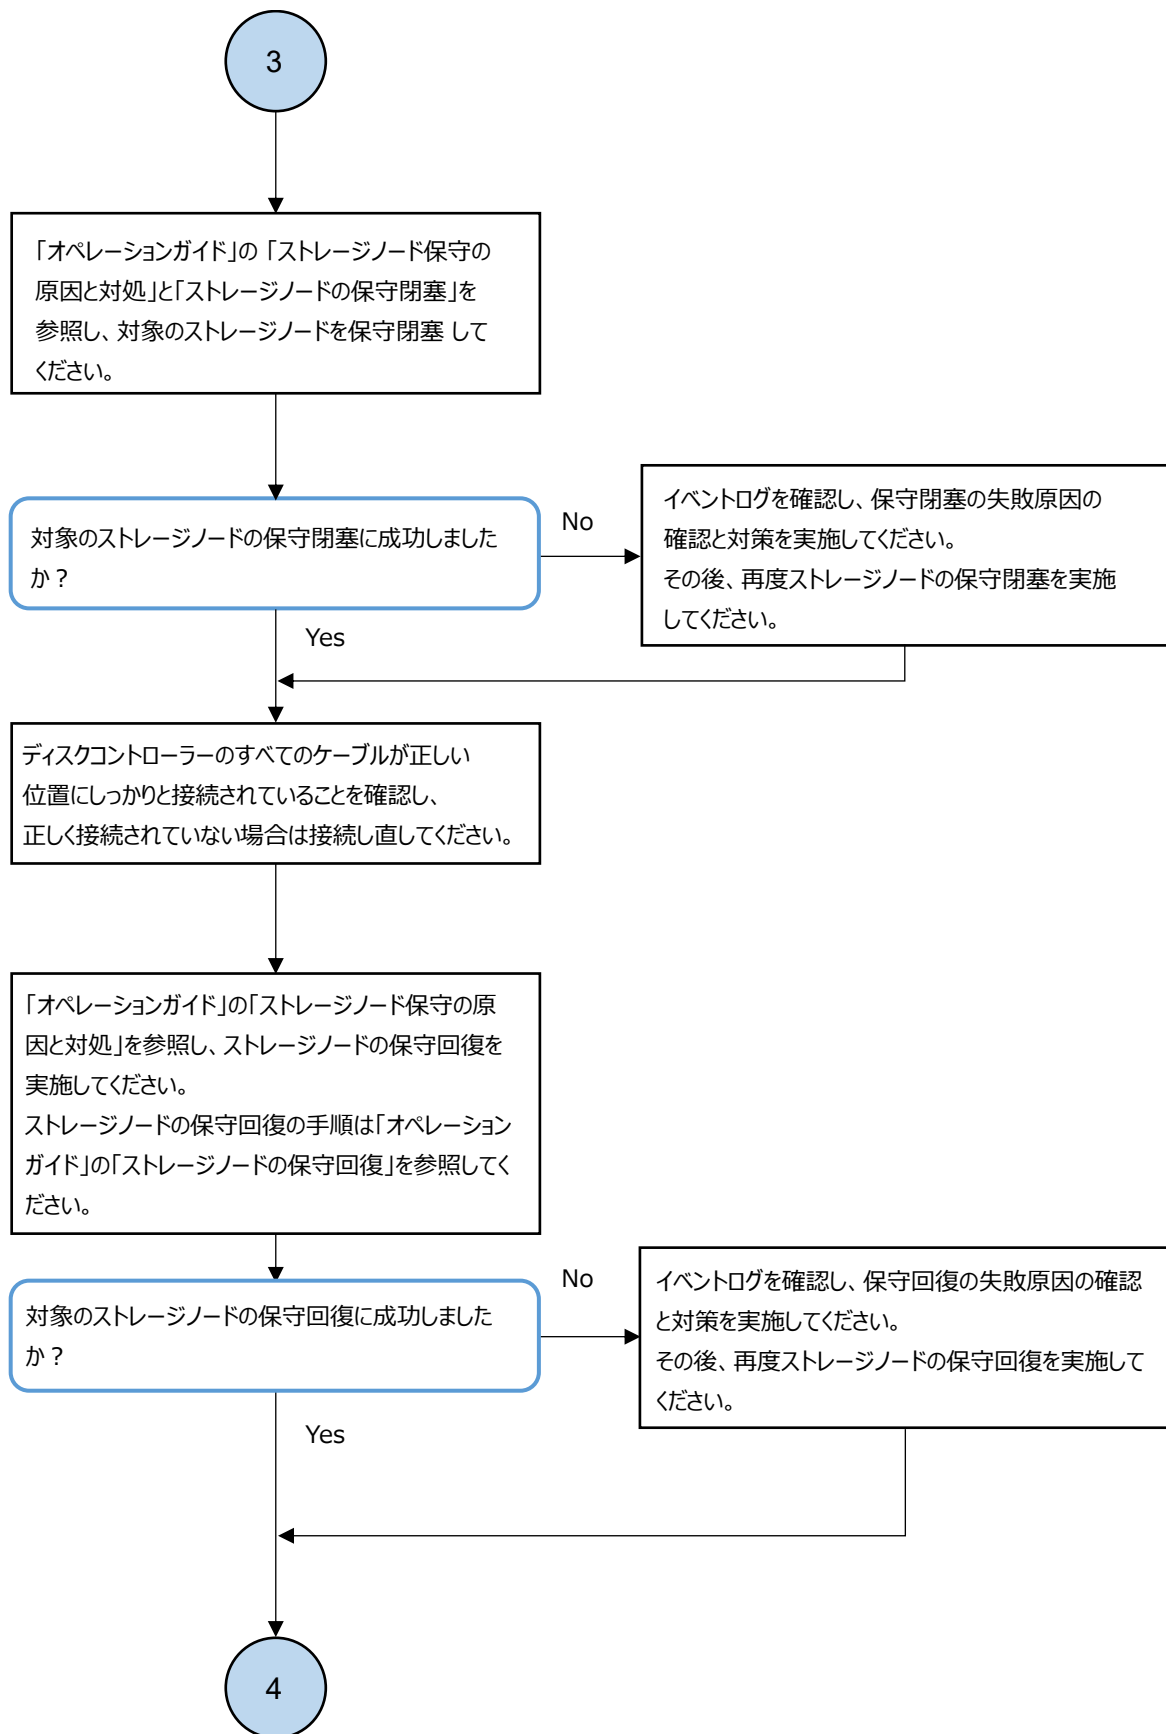 3
「オペレーションガイド」の 「ストレージノード保守の
原因と対処」と「ストレージノードの保守閉塞」を
参照し、対象のストレージノードを保守閉塞 して
ください。
対象のストレージノードの保守閉塞に成功しました
か？
No
イベントログを確認し、保守閉塞の失敗原因の
確認と対策を実施してください。
その後、再度ストレージノードの保守閉塞を実施
してください。
Yes
ディスクコントローラーのすべてのケーブルが正しい
位置にしっかりと接続されていることを確認し、
正しく接続されていない場合は接続し直してください。
「オペレーションガイド」の「ストレージノード保守の原
因と対処」を参照し、ストレージノードの保守回復を
実施してください。
ストレージノードの保守回復の手順は「オペレーション
ガイド」の「ストレージノードの保守回復」を参照してく
ださい。
対象のストレージノードの保守回復に成功しました
か？
No
イベントログを確認し、保守回復の失敗原因の確認
と対策を実施してください。
その後、再度ストレージノードの保守回復を実施して
ください。
Yes
4